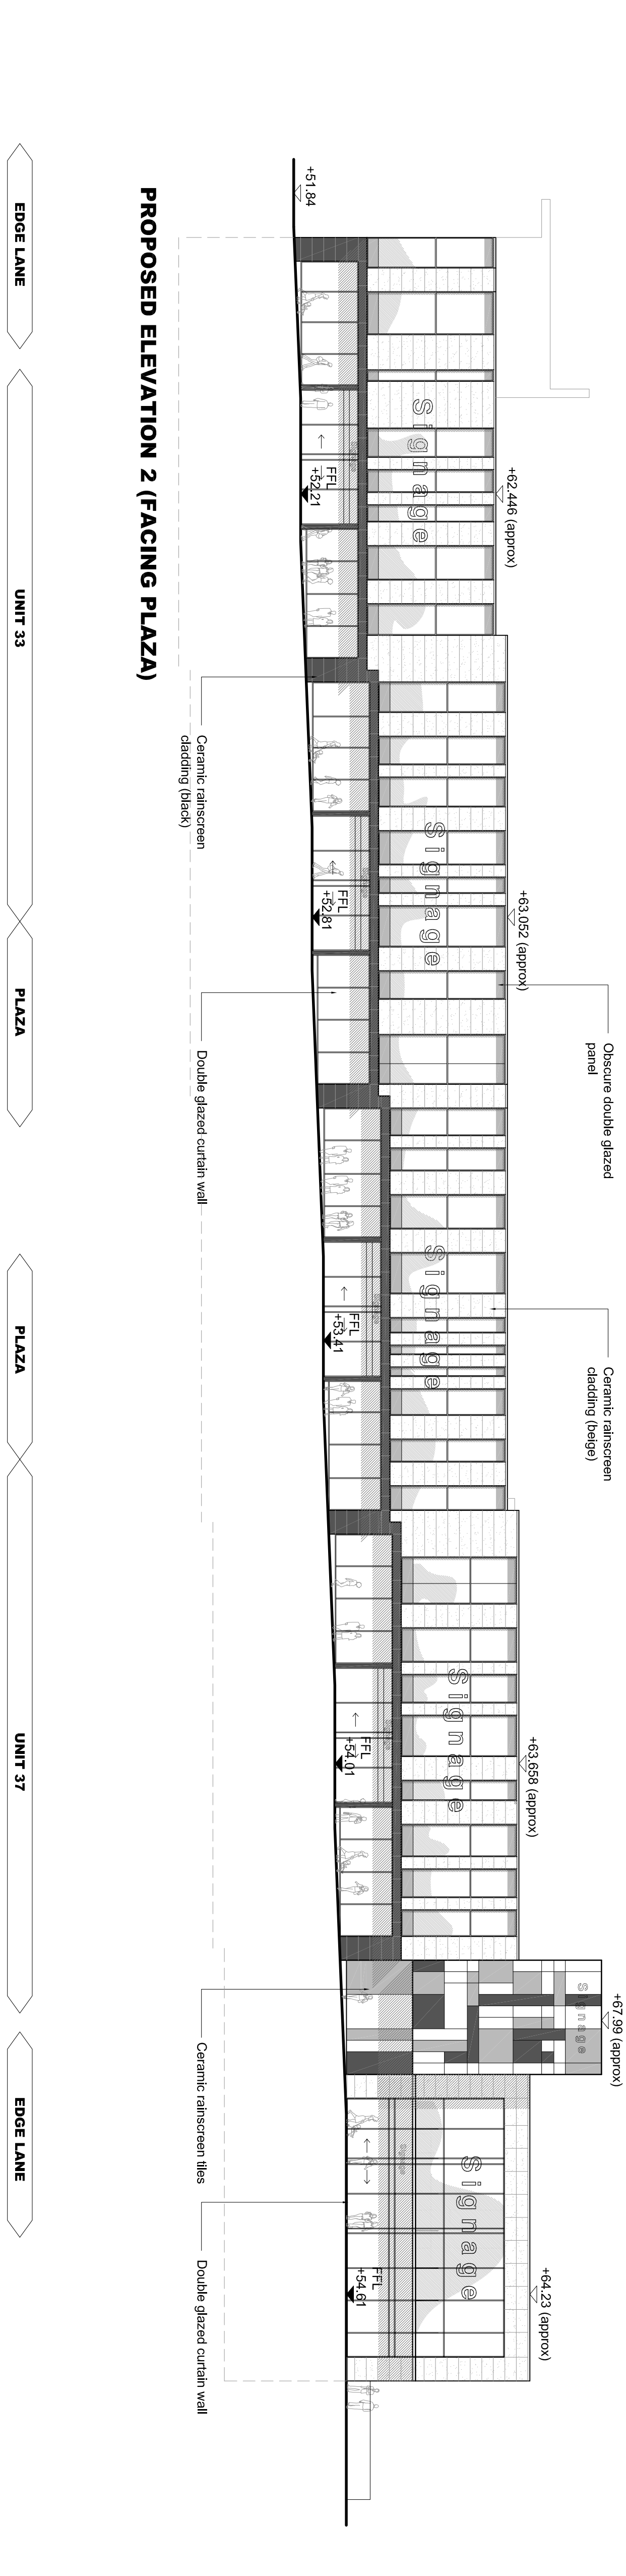 +67.99 (approx)
+64.23 (approx)
+63.658 (approx)
+63.052 (approx)
+62.446 (approx)
Obscure double glazed
panel
Ceramic rainscreen
cladding (beige)
Signage
Signage
Signage
Signage
Signage
Signage
+51.84
FFL
+52.21
FFL
+52.81
FFL
+53.41
FFL
+54.01
FFL
+54.61
Ceramic rainscreen
cladding (black)
Double glazed curtain wall
Ceramic rainscreen tiles
Double glazed curtain wall
PROPOSED ELEVATION 2 (FACING PLAZA)
EDGE LANE
UNIT 33
PLAZA
PLAZA
UNIT 37
EDGE LANE